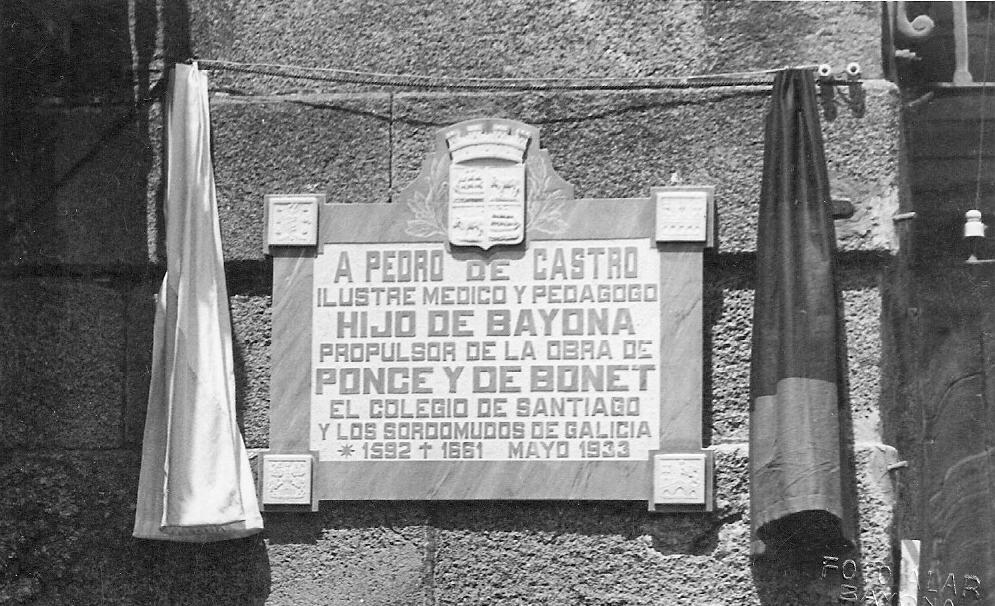 A PEDRO DE CASTRO
ILUSTRE MEDICO Y PEDAGOGO
HIJO DE BAYONA
PROPULSOR DE LA OBRA DE
PONCE Y DE BONET
EL COLEGIO DE SANTIAGO
Y LOS SORDOMUDOS DE GALICIA
* 1592 † 1661 MAYO 1933
BAYONA